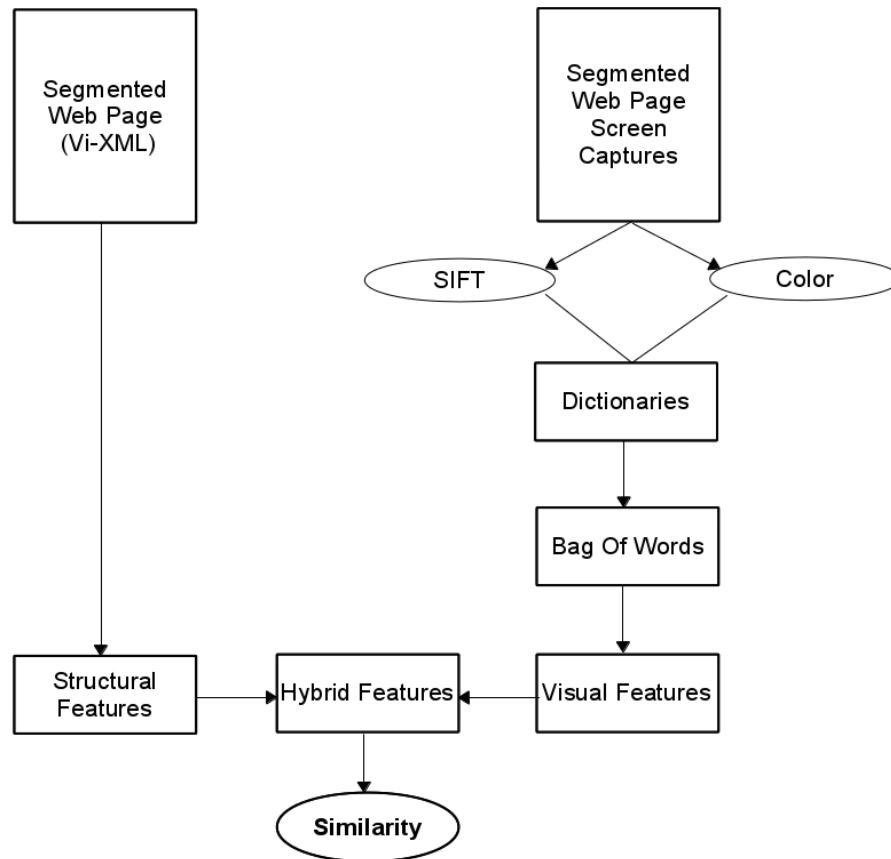 Segmented
Web Page
(Vi-XML)
Segmented
Web Page
Screen
Captures
SIFT
Color
Dictionaries
Bag Of Words
Structural
Features
Hybrid Features
Visual Features
Similarity